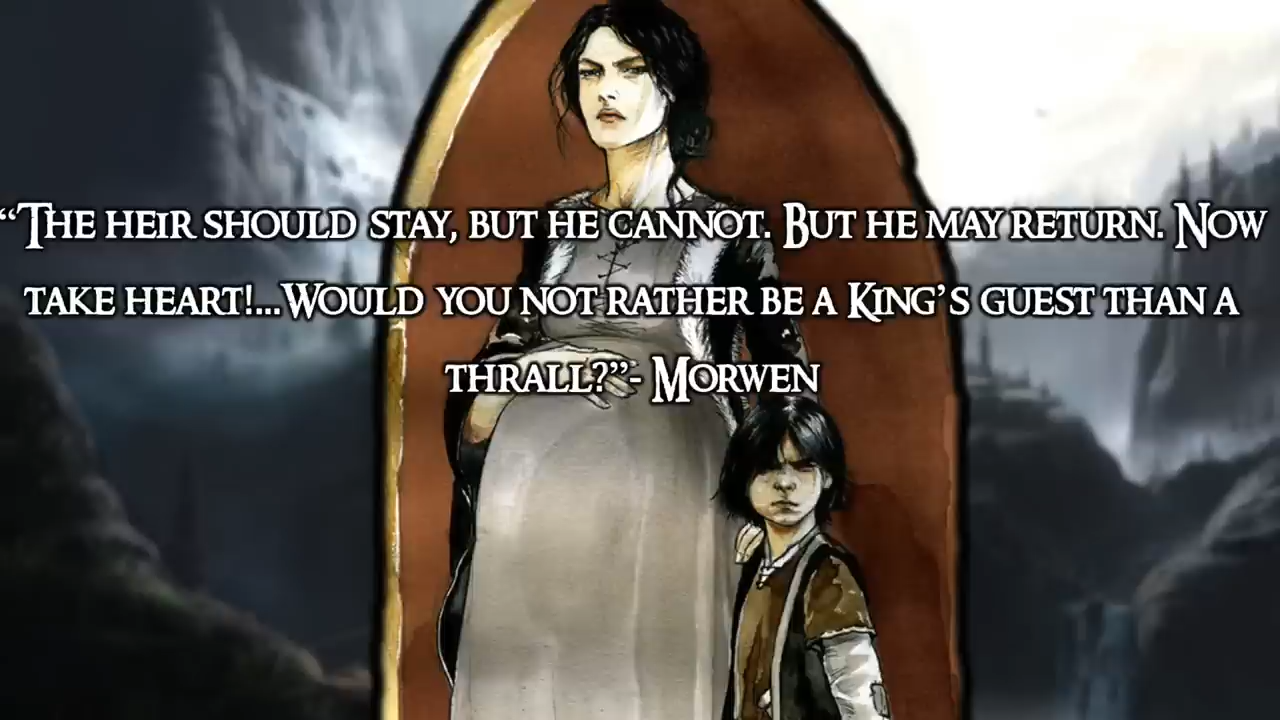 “The heir should stay, but he cannot. But he may return. Now
take heart!...Would you not rather be a King’s guest than a
thrall?”- Morwen